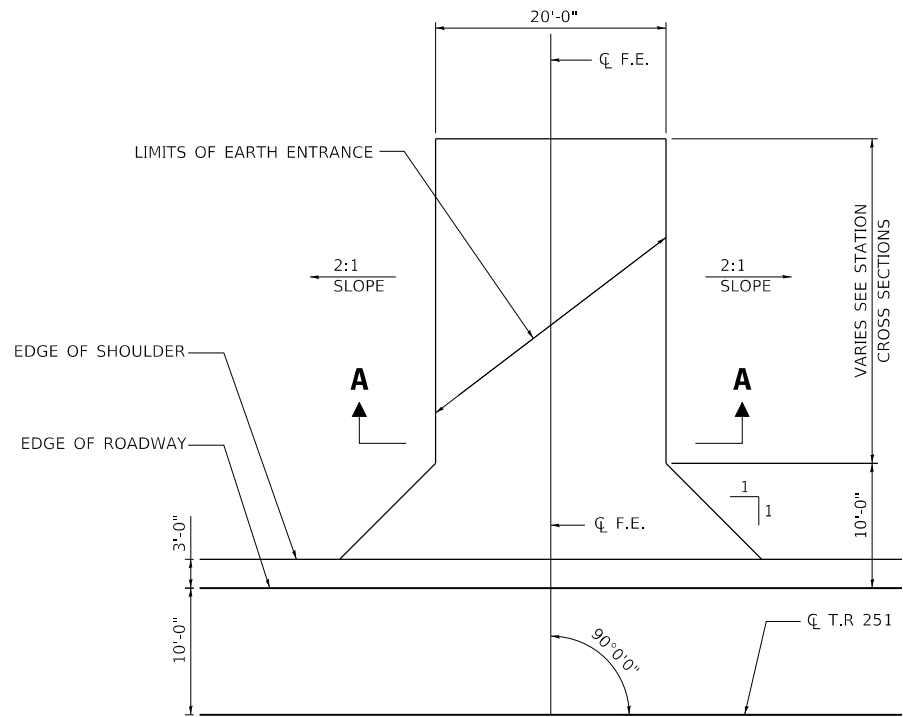 20'-0"
℄ F.E.
LIMITS OF EARTH ENTRANCE
2:1
SLOPE
2:1
SLOPE
VARIES SEE STATION
CROSS SECTIONS
EDGE OF SHOULDER
A
A
EDGE OF ROADWAY
1
1
10'-0"
℄ F.E.
3'-0"
10'-0"
90°0'0"
℄ T.R 251